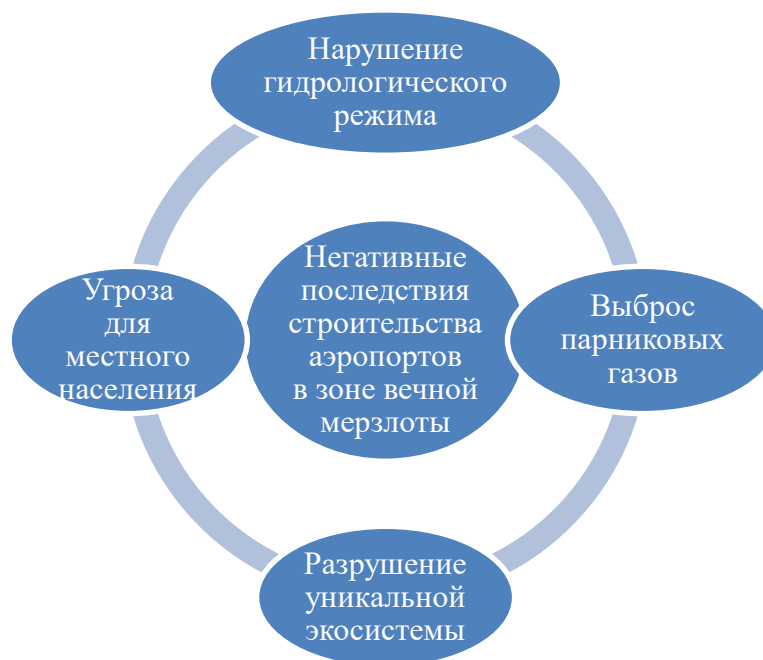 Нарушение
гидрологического
режима
Негативные
последствия
строительства
аэропортов
в зоне вечной
мерзлоты
Угроза
для
местного
населения
Выброс
парниковых
газов
Разрушение
уникальной
экосистемы